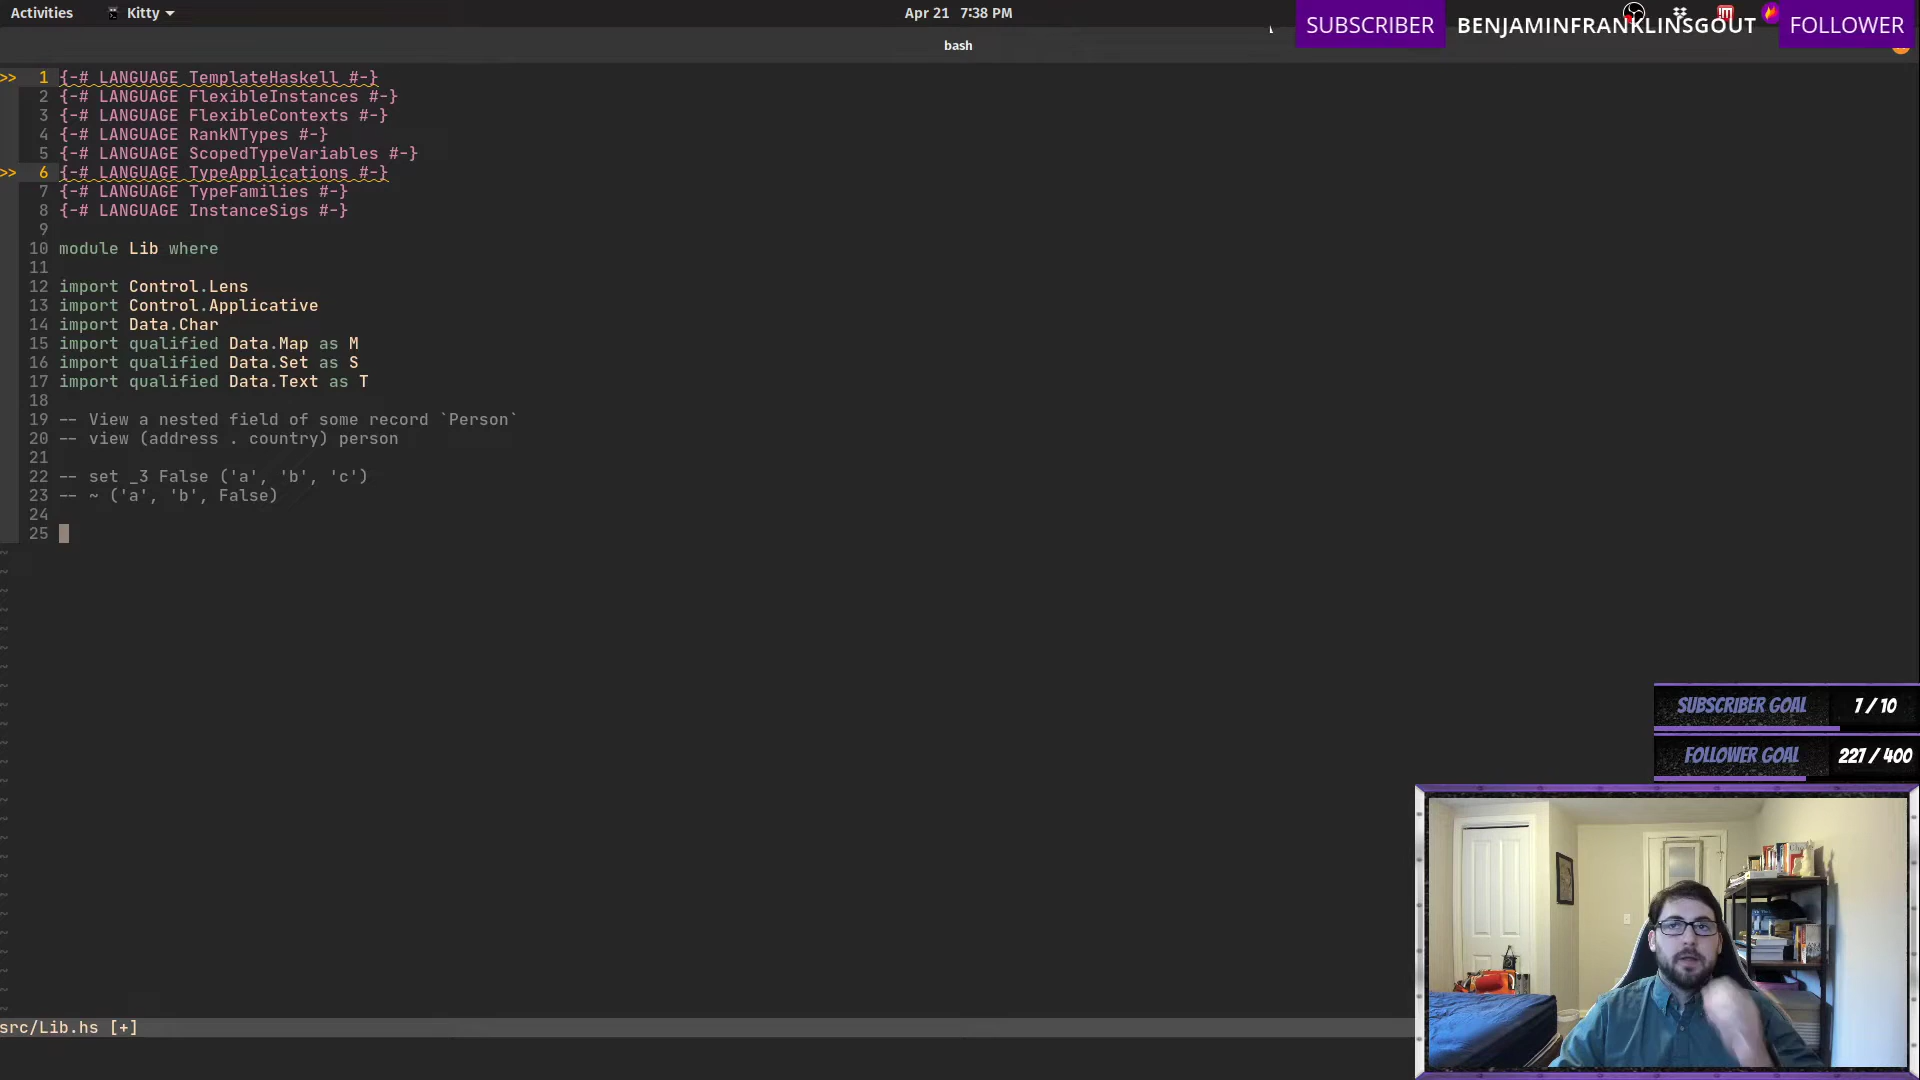 Activities Kitty Apr 21 7:38 PM
SUBSCRIBER BENJAMINFRANKLINSGOUT FOLLOWER
bash
>> 1 {-# LANGUAGE TemplateHaskell #-}
2 {-# LANGUAGE FlexibleInstances #-}
3 {-# LANGUAGE FlexibleContexts #-}
4 {-# LANGUAGE RankNTypes #-}
5 {-# LANGUAGE ScopedTypeVariables #-}
>> 6 {-# LANGUAGE TypeApplications #-}
7 {-# LANGUAGE TypeFamilies #-}
8 {-# LANGUAGE InstanceSigs #-}
9
10 module Lib where
11
12 import Control.Lens
13 import Control.Applicative
14 import Data.Char
15 import qualified Data.Map as M
16 import qualified Data.Set as S
17 import qualified Data.Text as T
18
19 -- View a nested field of some record `Person`
20 -- view (address . country) person
21
22 -- set _3 False ('a', 'b', 'c')
23 -- ~ ('a', 'b', False)
24
25
SUBSCRIBER GOAL 7 / 10
FOLLOWER GOAL 227 / 400
src/Lib.hs [+]